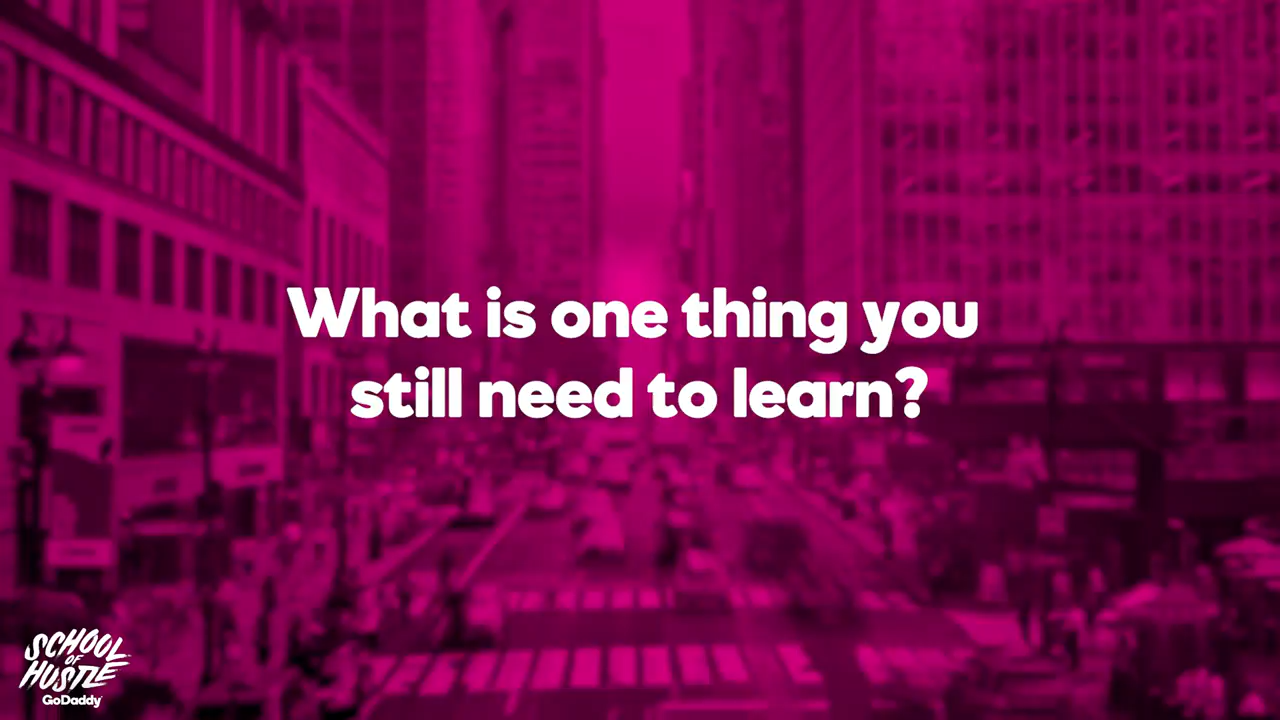 What is one thing you
still need to learn?
SCHOOL
OF
HUSTLE
GoDaddy